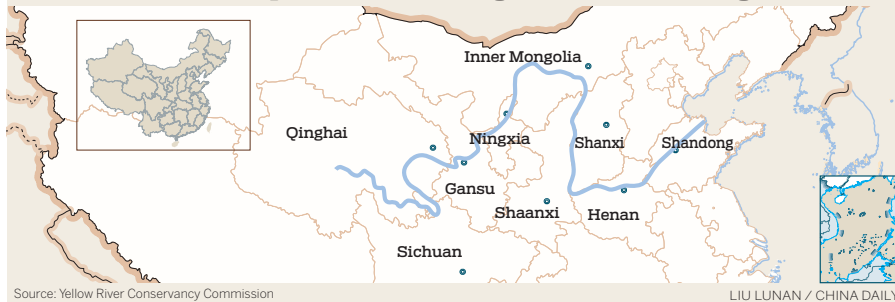 Inner Mongolia
Qinghai
Ningxia
Shanxi
Shandong
Gansu
Shaanxi
Henan
Sichuan
Source: Yellow River Conservancy Commission
LIU LUNAN / CHINA DAILY